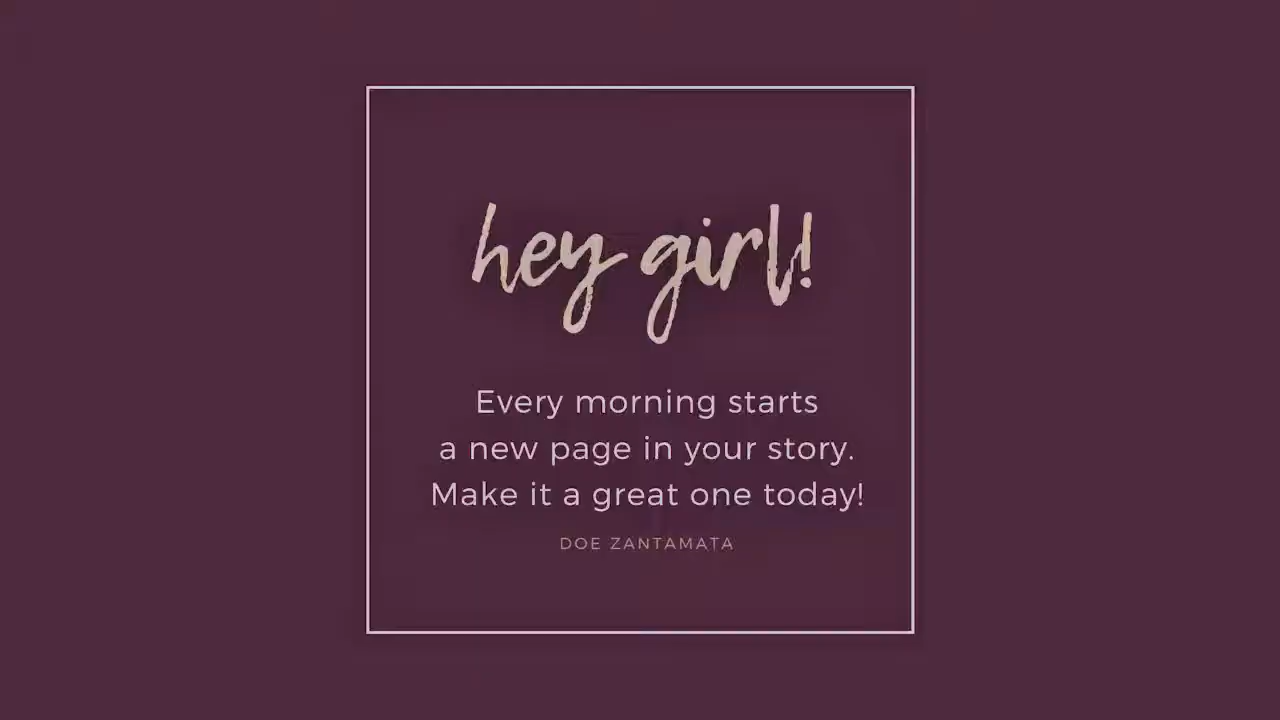 hey girl!
Every morning starts
a new page in your story.
Make it a great one today!
DOE ZANTAMATA